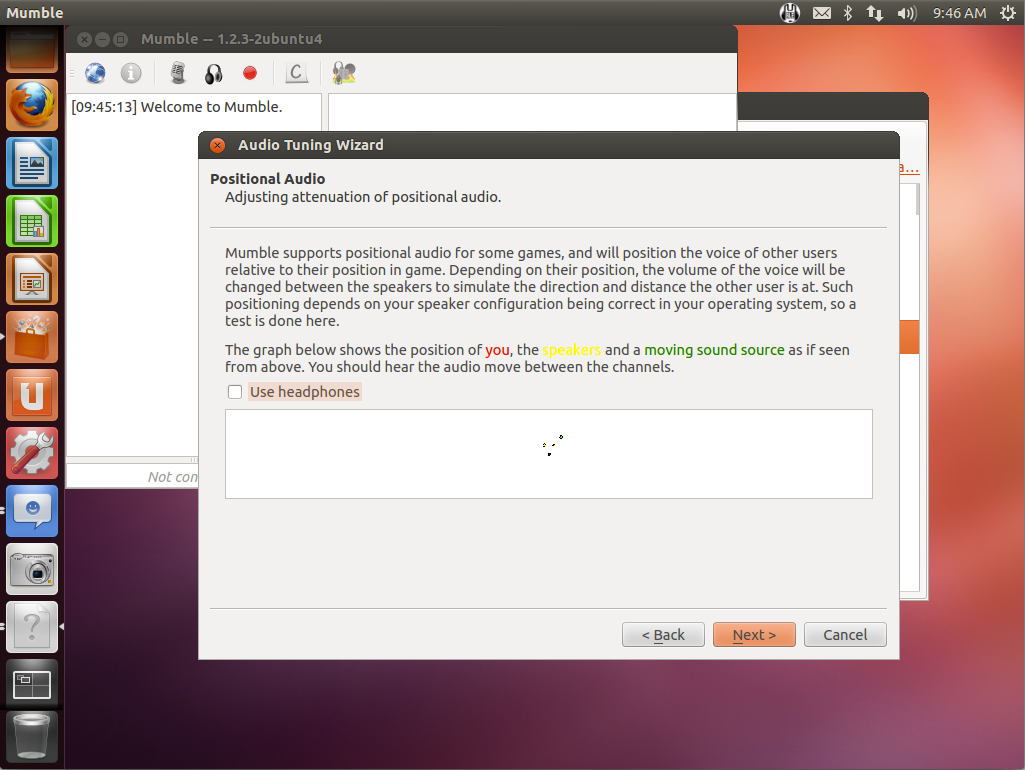 Mumble
9:46 AM
Mumble -- 1.2.3-2ubuntu4
C
[09:45:13] Welcome to Mumble.
a...
Audio Tuning Wizard
Positional Audio
Adjusting attenuation of positional audio.
Mumble supports positional audio for some games, and will position the voice of other users
relative to their position in game. Depending on their position, the volume of the voice will be
changed between the speakers to simulate the direction and distance the other user is at. Such
positioning depends on your speaker configuration being correct in your operating system, so a
test is done here.
The graph below shows the position of you, the speakers and a moving sound source as if seen
from above. You should hear the audio move between the channels.
Use headphones
Not con
< Back
Next >
Cancel